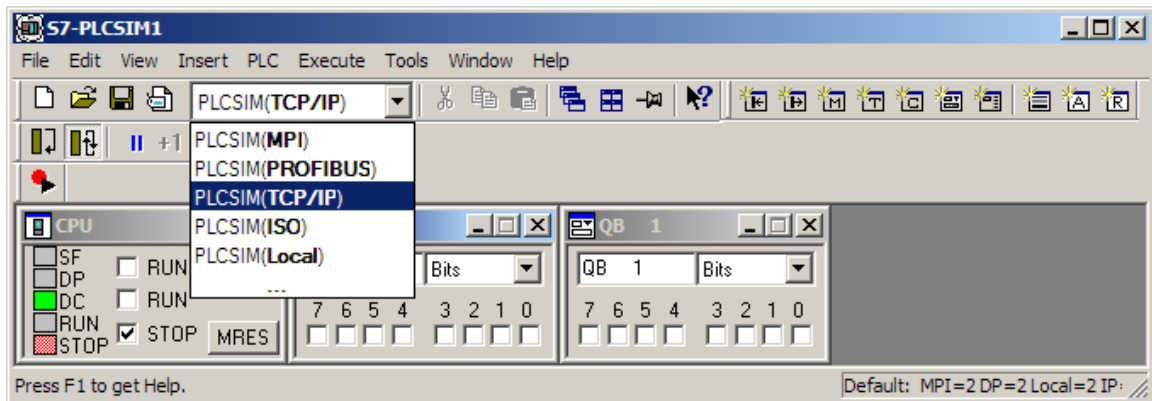 S7-PLCSIM1
File Edit View Insert PLC Execute Tools Window Help
PLCSIM(TCP/IP)
+1
PLCSIM(MPI)
PLCSIM(PROFIBUS)
PLCSIM(TCP/IP)
PLCSIM(ISO)
PLCSIM(Local)
...
CPU
SF
DP
DC
RUN
STOP
RUN
RUN
STOP
MRES
Bits
7 6 5 4 3 2 1 0
QB 1
QB 1 Bits
7 6 5 4 3 2 1 0
Press F1 to get Help.
Default: MPI=2 DP=2 Local=2 IP: